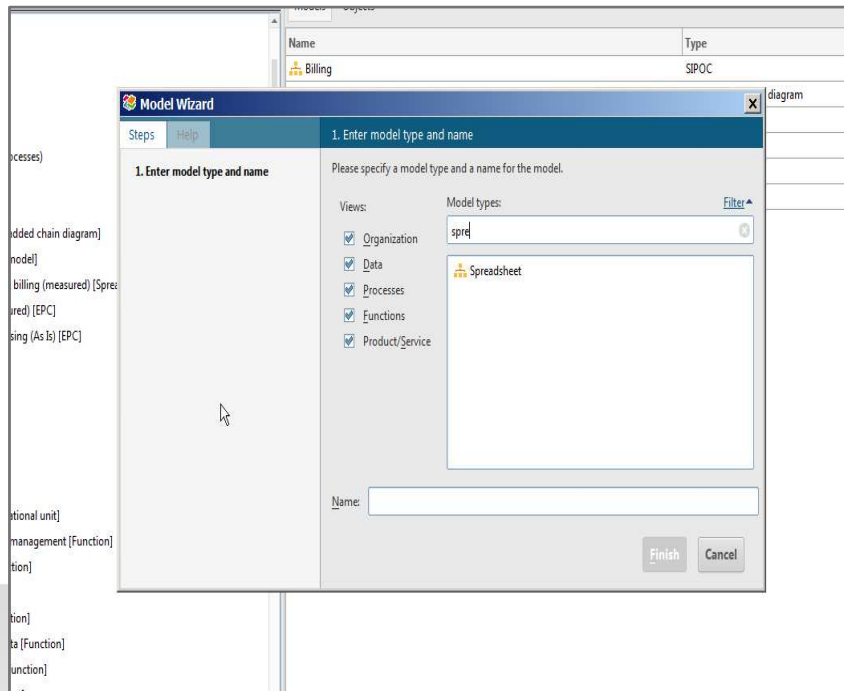 Models Objects
Name Type
Billing SIPOC
diagram
Model Wizard
Steps Help
1. Enter model type and name
1. Enter model type and name
Please specify a model type and a name for the model.
Views:
Model types:
Filter
Organization
Data
Processes
Functions
Product/Service
spre
Spreadsheet
Name:
Finish
Cancel
ocesses)
dded chain diagram]
model]
billing (measured) [Sprea
ured) [EPC]
sing (As Is) [EPC]
ational unit]
management [Function]
tion]
tion]
ta [Function]
unction]